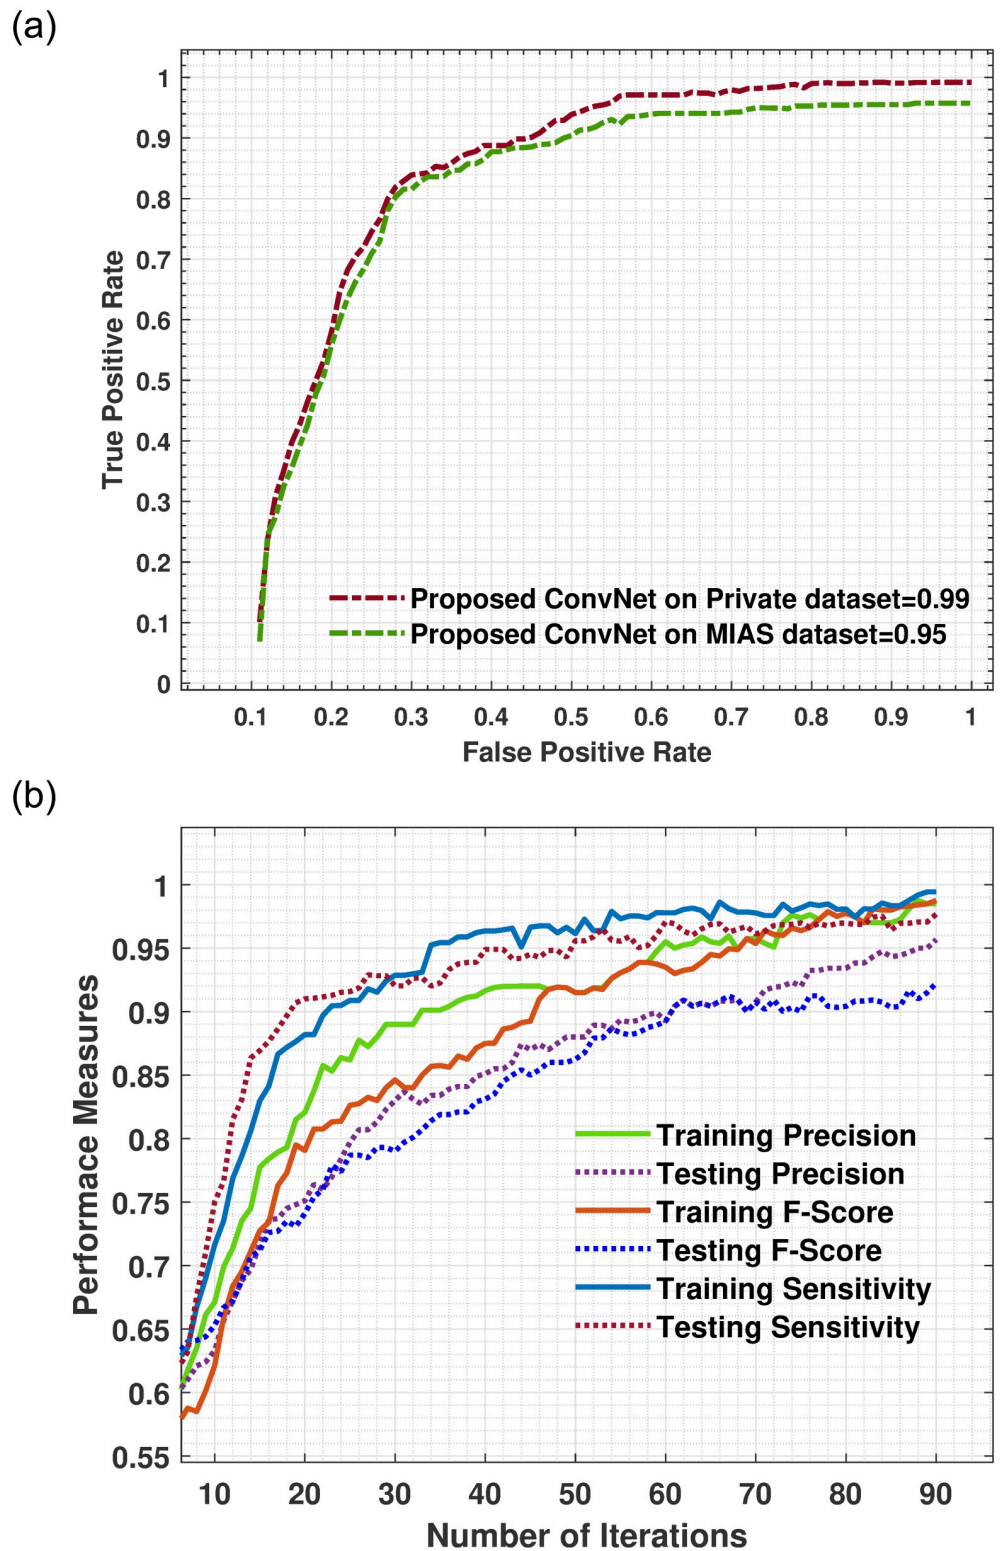 (a)
1
0.9
0.8
0.7
0.6
0.5
0.4
0.3
0.2
0.1
0
True Positive Rate
Proposed ConvNet on Private dataset=0.99
Proposed ConvNet on MIAS dataset=0.95
0.1 0.2 0.3 0.4 0.5 0.6 0.7 0.8 0.9 1
False Positive Rate
(b)
1
0.95
0.9
0.85
0.8
0.75
0.7
0.65
0.6
0.55
Performace Measures
Training Precision
Testing Precision
Training F-Score
Testing F-Score
Training Sensitivity
Testing Sensitivity
10 20 30 40 50 60 70 80 90
Number of Iterations